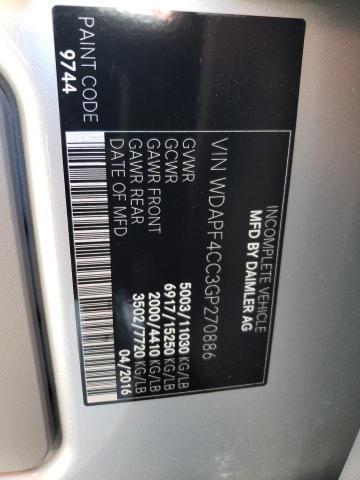 INCOMPLETE VEHICLE
MFD BY DAIMLER AG
VIN WDAPF4CC3GP270886
GVWR 5003/11030 KG/LB
GCWR 6917/15250 KG/LB
GAWR FRONT 2000/4410 KG/LB
GAWR REAR 3502/7720 KG/LB
DATE OF MFD 04/2016
PAINT CODE
9744